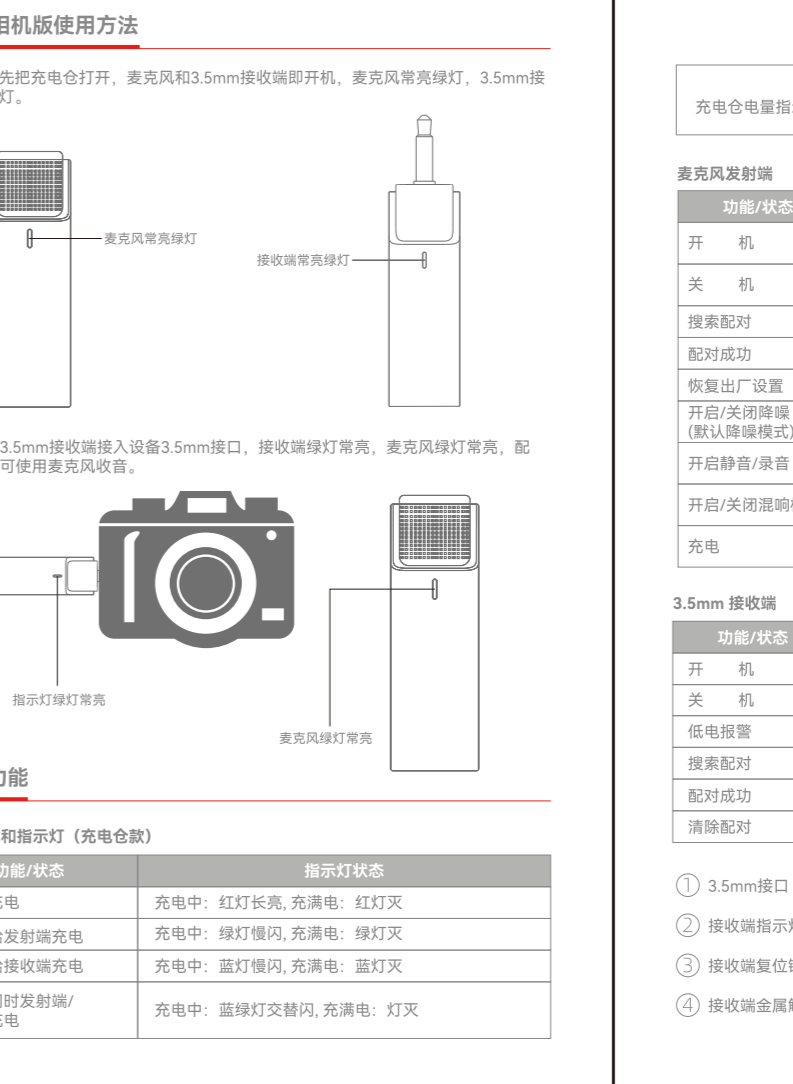 相机版使用方法
先把充电仓打开，麦克风和3.5mm接收端即开机，麦克风常亮绿灯，3.5mm接
灯。
麦克风常亮绿灯
接收端常亮绿灯
3.5mm接收端接入设备3.5mm接口，接收端绿灯常亮，麦克风绿灯常亮，配
可使用麦克风收音。
指示灯绿灯常亮
麦克风绿灯常亮
功能
和指示灯（充电仓款）
功能/状态 指示灯状态
充电 充电中：红灯长亮,充满电：红灯灭
给发射端充电 充电中：绿灯慢闪,充满电：绿灯灭
给接收端充电 充电中：蓝灯慢闪,充满电：蓝灯灭
同时发射端/
充电 充电中：蓝绿灯交替闪,充满电：灯灭
充电仓电量指
麦克风发射端
功能/状态
开 机
关 机
搜索配对
配对成功
恢复出厂设置
开启/关闭降噪
(默认降噪模式)
开启静音/录音
开启/关闭混响
充电
3.5mm 接收端
功能/状态
开 机
关 机
低电报警
搜索配对
配对成功
清除配对
① 3.5mm接口
② 接收端指示灯
③ 接收端复位
④ 接收端金属